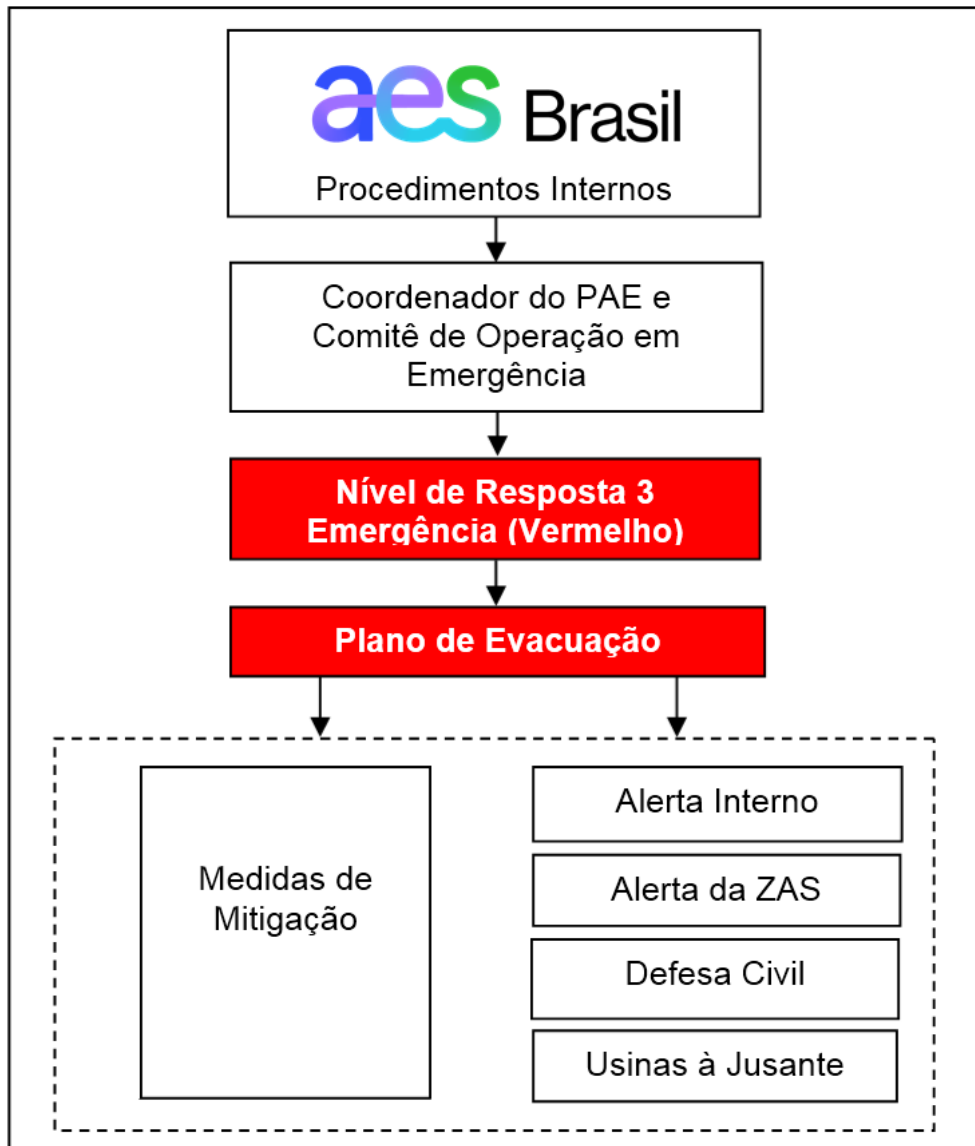 aes Brasil
Procedimentos Internos
Coordenador do PAE e
Comitê de Operação em
Emergência
Nível de Resposta 3
Emergência (Vermelho)
Plano de Evacuação
Medidas de
Mitigação
Alerta Interno
Alerta da ZAS
Defesa Civil
Usinas à Jusante